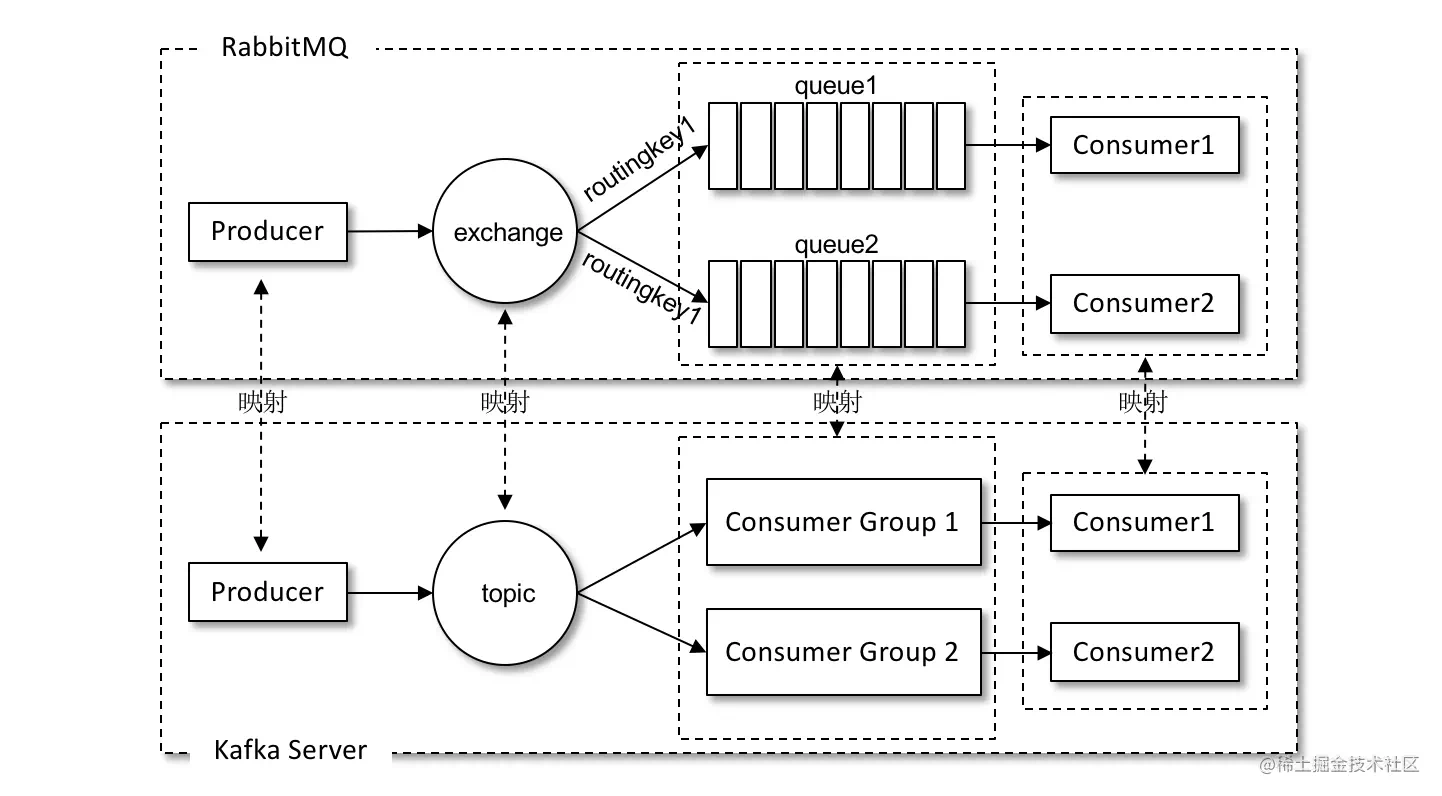 RabbitMQ
queue1
routingkey1
Consumer1
Producer
exchange
queue2
routingkey1
Consumer2
映射
映射
映射
映射
Consumer Group 1
Consumer1
Producer
topic
Consumer Group 2
Consumer2
Kafka Server
@稀土掘金技术社区